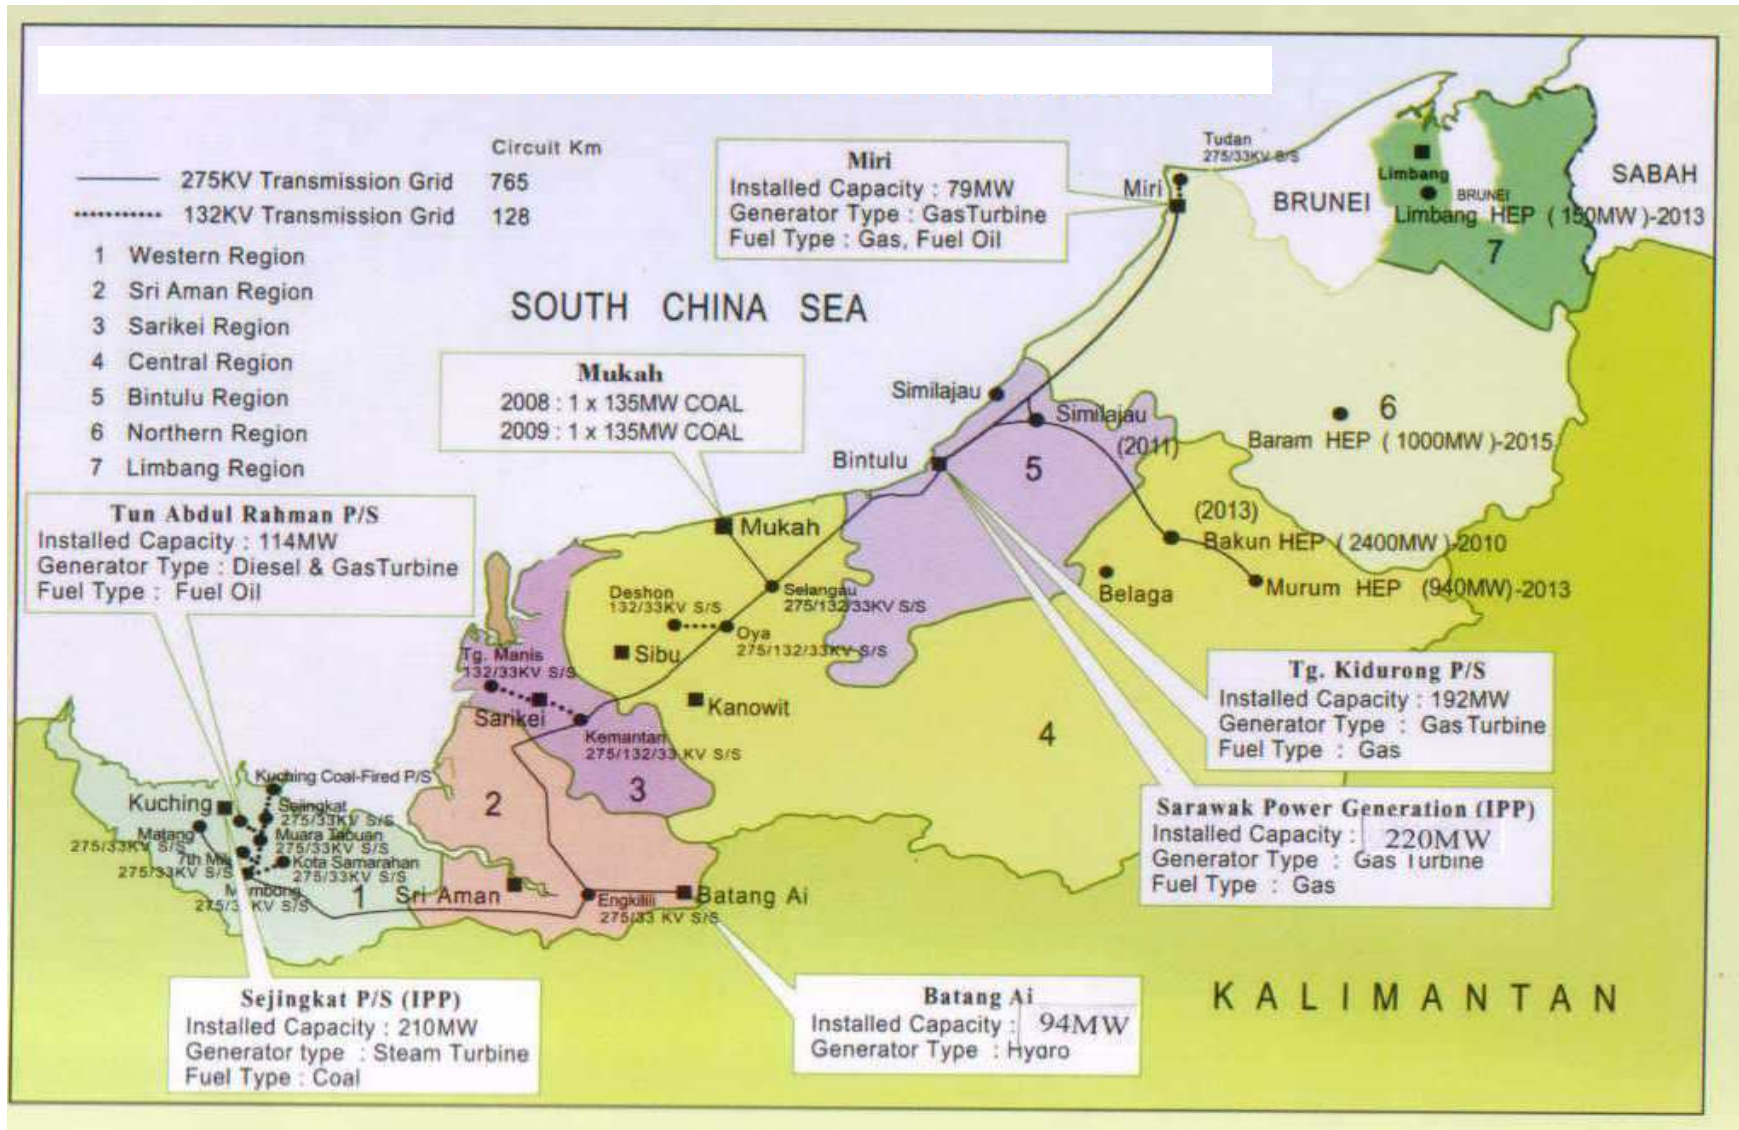 Circuit Km
275KV Transmission Grid 765
132KV Transmission Grid 128
1 Western Region
2 Sri Aman Region
3 Sarikei Region
4 Central Region
5 Bintulu Region
6 Northern Region
7 Limbang Region
SOUTH CHINA SEA
Miri
Installed Capacity : 79MW
Generator Type : GasTurbine
Fuel Type : Gas, Fuel Oil
Tudan
275/33KV S/S
Miri
BRUNEI
Limbang
BRUNEI
Limbang HEP ( 150MW )-2013
7
SABAH
Mukah
2008 : 1 x 135MW COAL
2009 : 1 x 135MW COAL
Similajau
Similajau
(2011)
6
Baram HEP ( 1000MW )-2015
Bintulu
5
Tun Abdul Rahman P/S
Installed Capacity : 114MW
Generator Type : Diesel & GasTurbine
Fuel Type : Fuel Oil
Mukah
(2013)
Bakun HEP ( 2400MW )-2010
Murum HEP (940MW)-2013
Belaga
Deshon
132/33KV S/S
Selangau
275/132/33KV S/S
Oya
275/132/33KV S/S
Sibu
Tg. Manis
132/33KV S/S
Sarikei
Kanowit
Kemantan
275/132/33 KV S/S
4
3
2
Tg. Kidurong P/S
Installed Capacity : 192MW
Generator Type : Gas Turbine
Fuel Type : Gas
Kuching Coal-Fired P/S
Kuching
Sejingkat
275/33KV S/S
Matang
275/33KV S/S
Muara Tabuan
275/33KV S/S
7th Mile
275/33KV S/S
Kota Samarahan
275/33KV S/S
Mambong
KV S/S
1
Sri Aman
Engkilili
275/33 KV S/S
Batang Ai
Sarawak Power Generation (IPP)
Installed Capacity : 220MW
Generator Type : Gas Turbine
Fuel Type : Gas
Sejingkat P/S (IPP)
Installed Capacity : 210MW
Generator type : Steam Turbine
Fuel Type : Coal
Batang Ai
Installed Capacity : 94MW
Generator Type : Hydro
KALIMANTAN